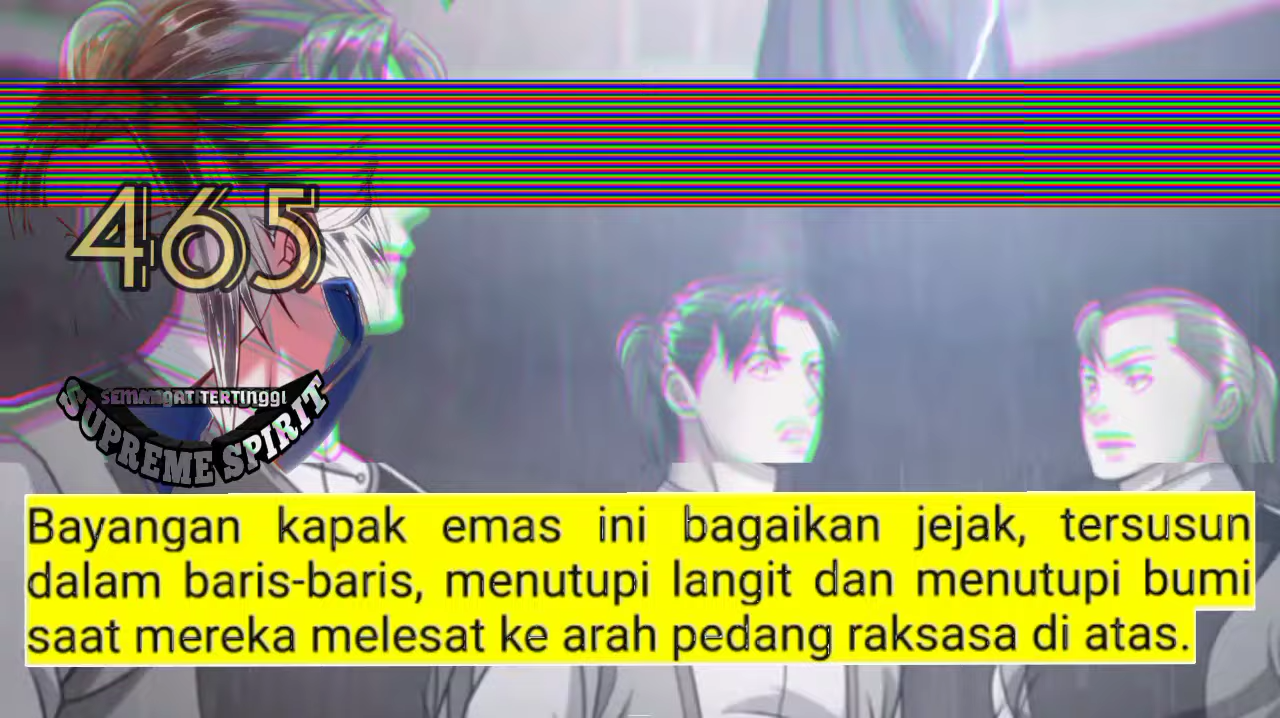 465
SEMANGAT TERTINGGI
SUPREME SPIRIT
Bayangan kapak emas ini bagaikan jejak, tersusun
dalam baris-baris, menutupi langit dan menutupi bumi
saat mereka melesat ke arah pedang raksasa di atas.